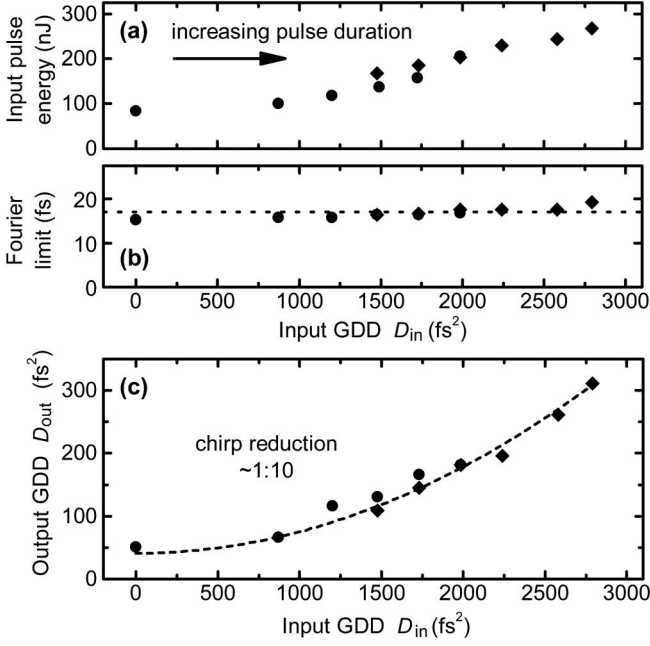 (a) increasing pulse duration
Input pulse
energy (nJ)
300
200
100
0
Fourier
limit (fs)
20
10
0
(b)
0 500 1000 1500 2000 2500 3000
Input GDD D_in (fs²)
(c)
chirp reduction
~1:10
Output GDD D_out (fs²)
300
200
100
0
0 500 1000 1500 2000 2500 3000
Input GDD D_in (fs²)